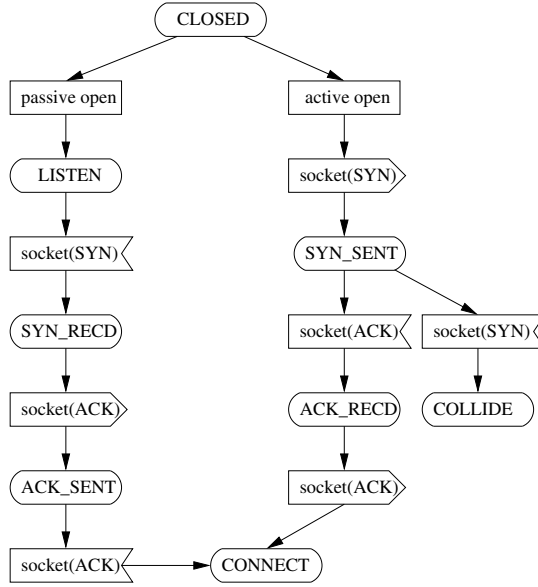 CLOSED
passive open
active open
LISTEN
socket(SYN)
socket(SYN)
SYN_SENT
SYN_RECD
socket(ACK)
socket(SYN)
socket(ACK)
ACK_RECD
COLLIDE
ACK_SENT
socket(ACK)
socket(ACK)
CONNECT